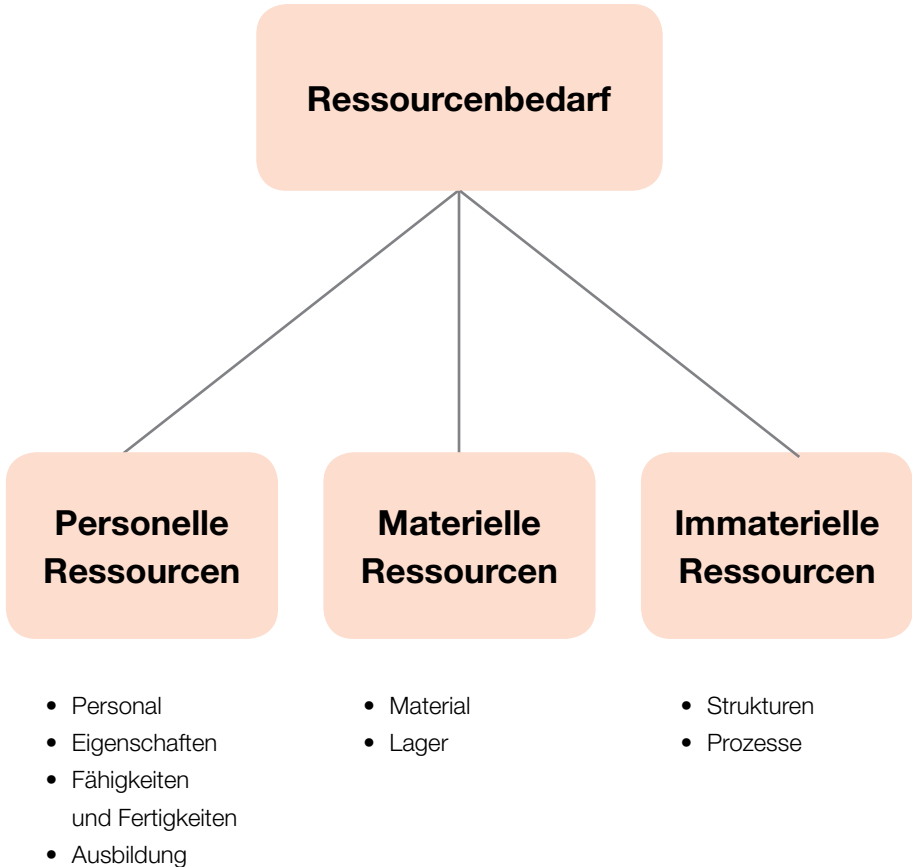 Ressourcenbedarf
Personelle
Ressourcen
Materielle
Ressourcen
Immaterielle
Ressourcen
• Personal
• Eigenschaften
• Fähigkeiten
und Fertigkeiten
• Ausbildung
• Material
• Lager
• Strukturen
• Prozesse